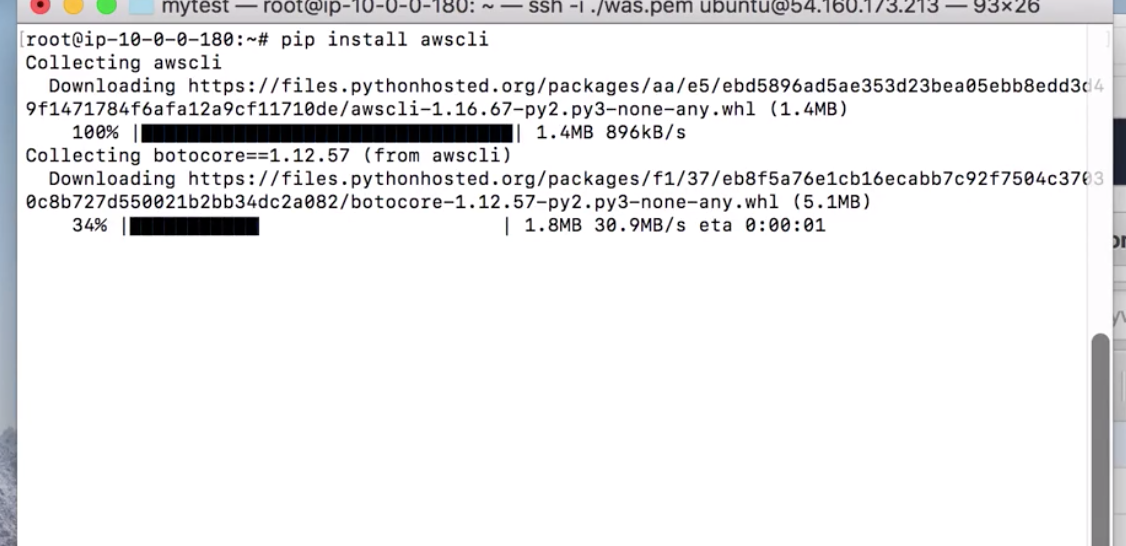 mytest — root@ip-10-0-0-180: ~ — ssh -i ./was.pem ubuntu@54.160.173.213 — 93×26
[root@ip-10-0-0-180:~# pip install awscli ]
Collecting awscli
  Downloading https://files.pythonhosted.org/packages/aa/e5/ebd5896ad5ae353d23bea05ebb8edd3d4
9f1471784f6afa12a9cf11710de/awscli-1.16.67-py2.py3-none-any.whl (1.4MB)
    100% |████████████████████████████████| 1.4MB 896kB/s
Collecting botocore==1.12.57 (from awscli)
  Downloading https://files.pythonhosted.org/packages/f1/37/eb8f5a76e1cb16ecabb7c92f7504c3703
0c8b727d550021b2bb34dc2a082/botocore-1.12.57-py2.py3-none-any.whl (5.1MB)
    34% |███████████                     | 1.8MB 30.9MB/s eta 0:00:01